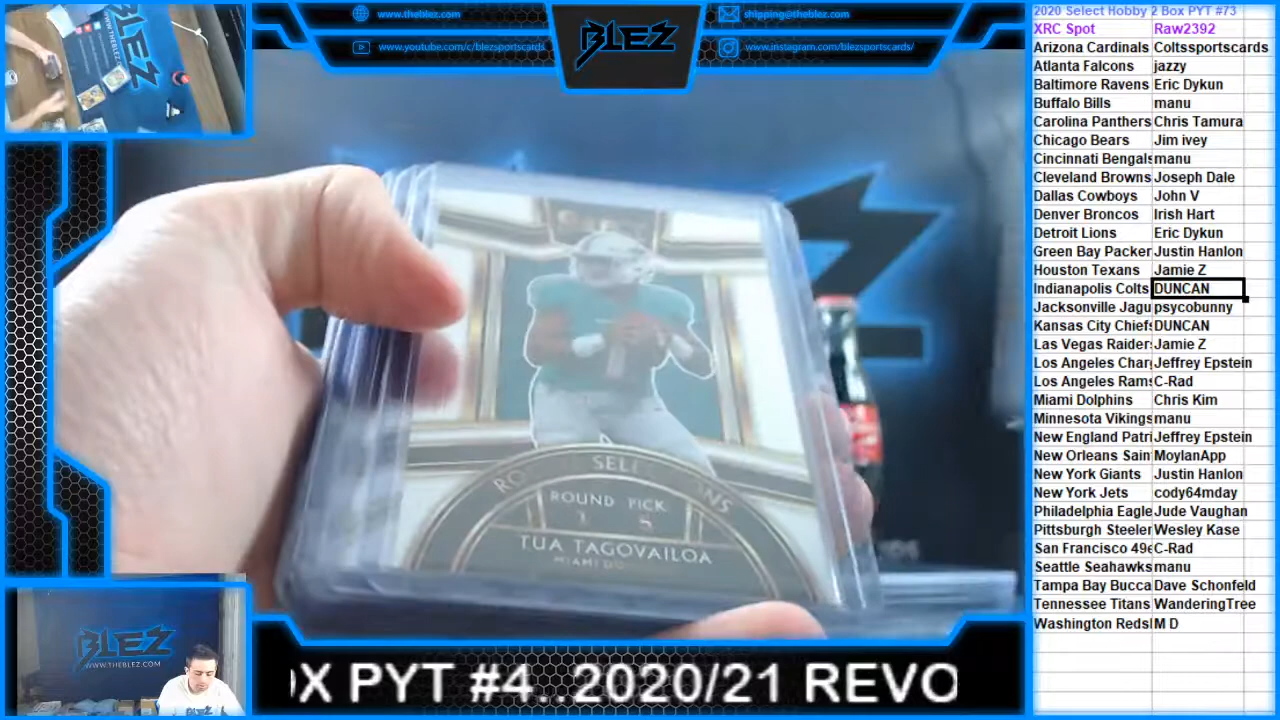 www.theblez.com
shipping@theblez.com
www.youtube.com/c/blezsportscards
www.instagram.com/blezsportscards/
BLEZ
BLEZ
THEBLEZ
ROUND PICK
TUA TAGOVAILOA
BLEZ
WWW.THEBLEZ.COM
OX PYT #4..2020/21 REVO
2020 Select Hobby 2 Box PYT #73
XRC Spot Raw2392
Arizona Cardinals Coltssportscards
Atlanta Falcons jazzy
Baltimore Ravens Eric Dykun
Buffalo Bills manu
Carolina Panthers Chris Tamura
Chicago Bears Jim ivey
Cincinnati Bengals manu
Cleveland Browns Joseph Dale
Dallas Cowboys John V
Denver Broncos Irish Hart
Detroit Lions Eric Dykun
Green Bay Packer Justin Hanlon
Houston Texans Jamie Z
Indianapolis Colts DUNCAN
Jacksonville Jagu psycobunny
Kansas City Chiefs DUNCAN
Las Vegas Raiders Jamie Z
Los Angeles Char Jeffrey Epstein
Los Angeles Rams C-Rad
Miami Dolphins Chris Kim
Minnesota Vikings manu
New England Patri Jeffrey Epstein
New Orleans Sain MoylanApp
New York Giants Justin Hanlon
New York Jets cody64mday
Philadelphia Eagle Jude Vaughan
Pittsburgh Steeler Wesley Kase
San Francisco 49e C-Rad
Seattle Seahawks manu
Tampa Bay Bucca Dave Schonfeld
Tennessee Titans WanderingTree
Washington Redsl M D